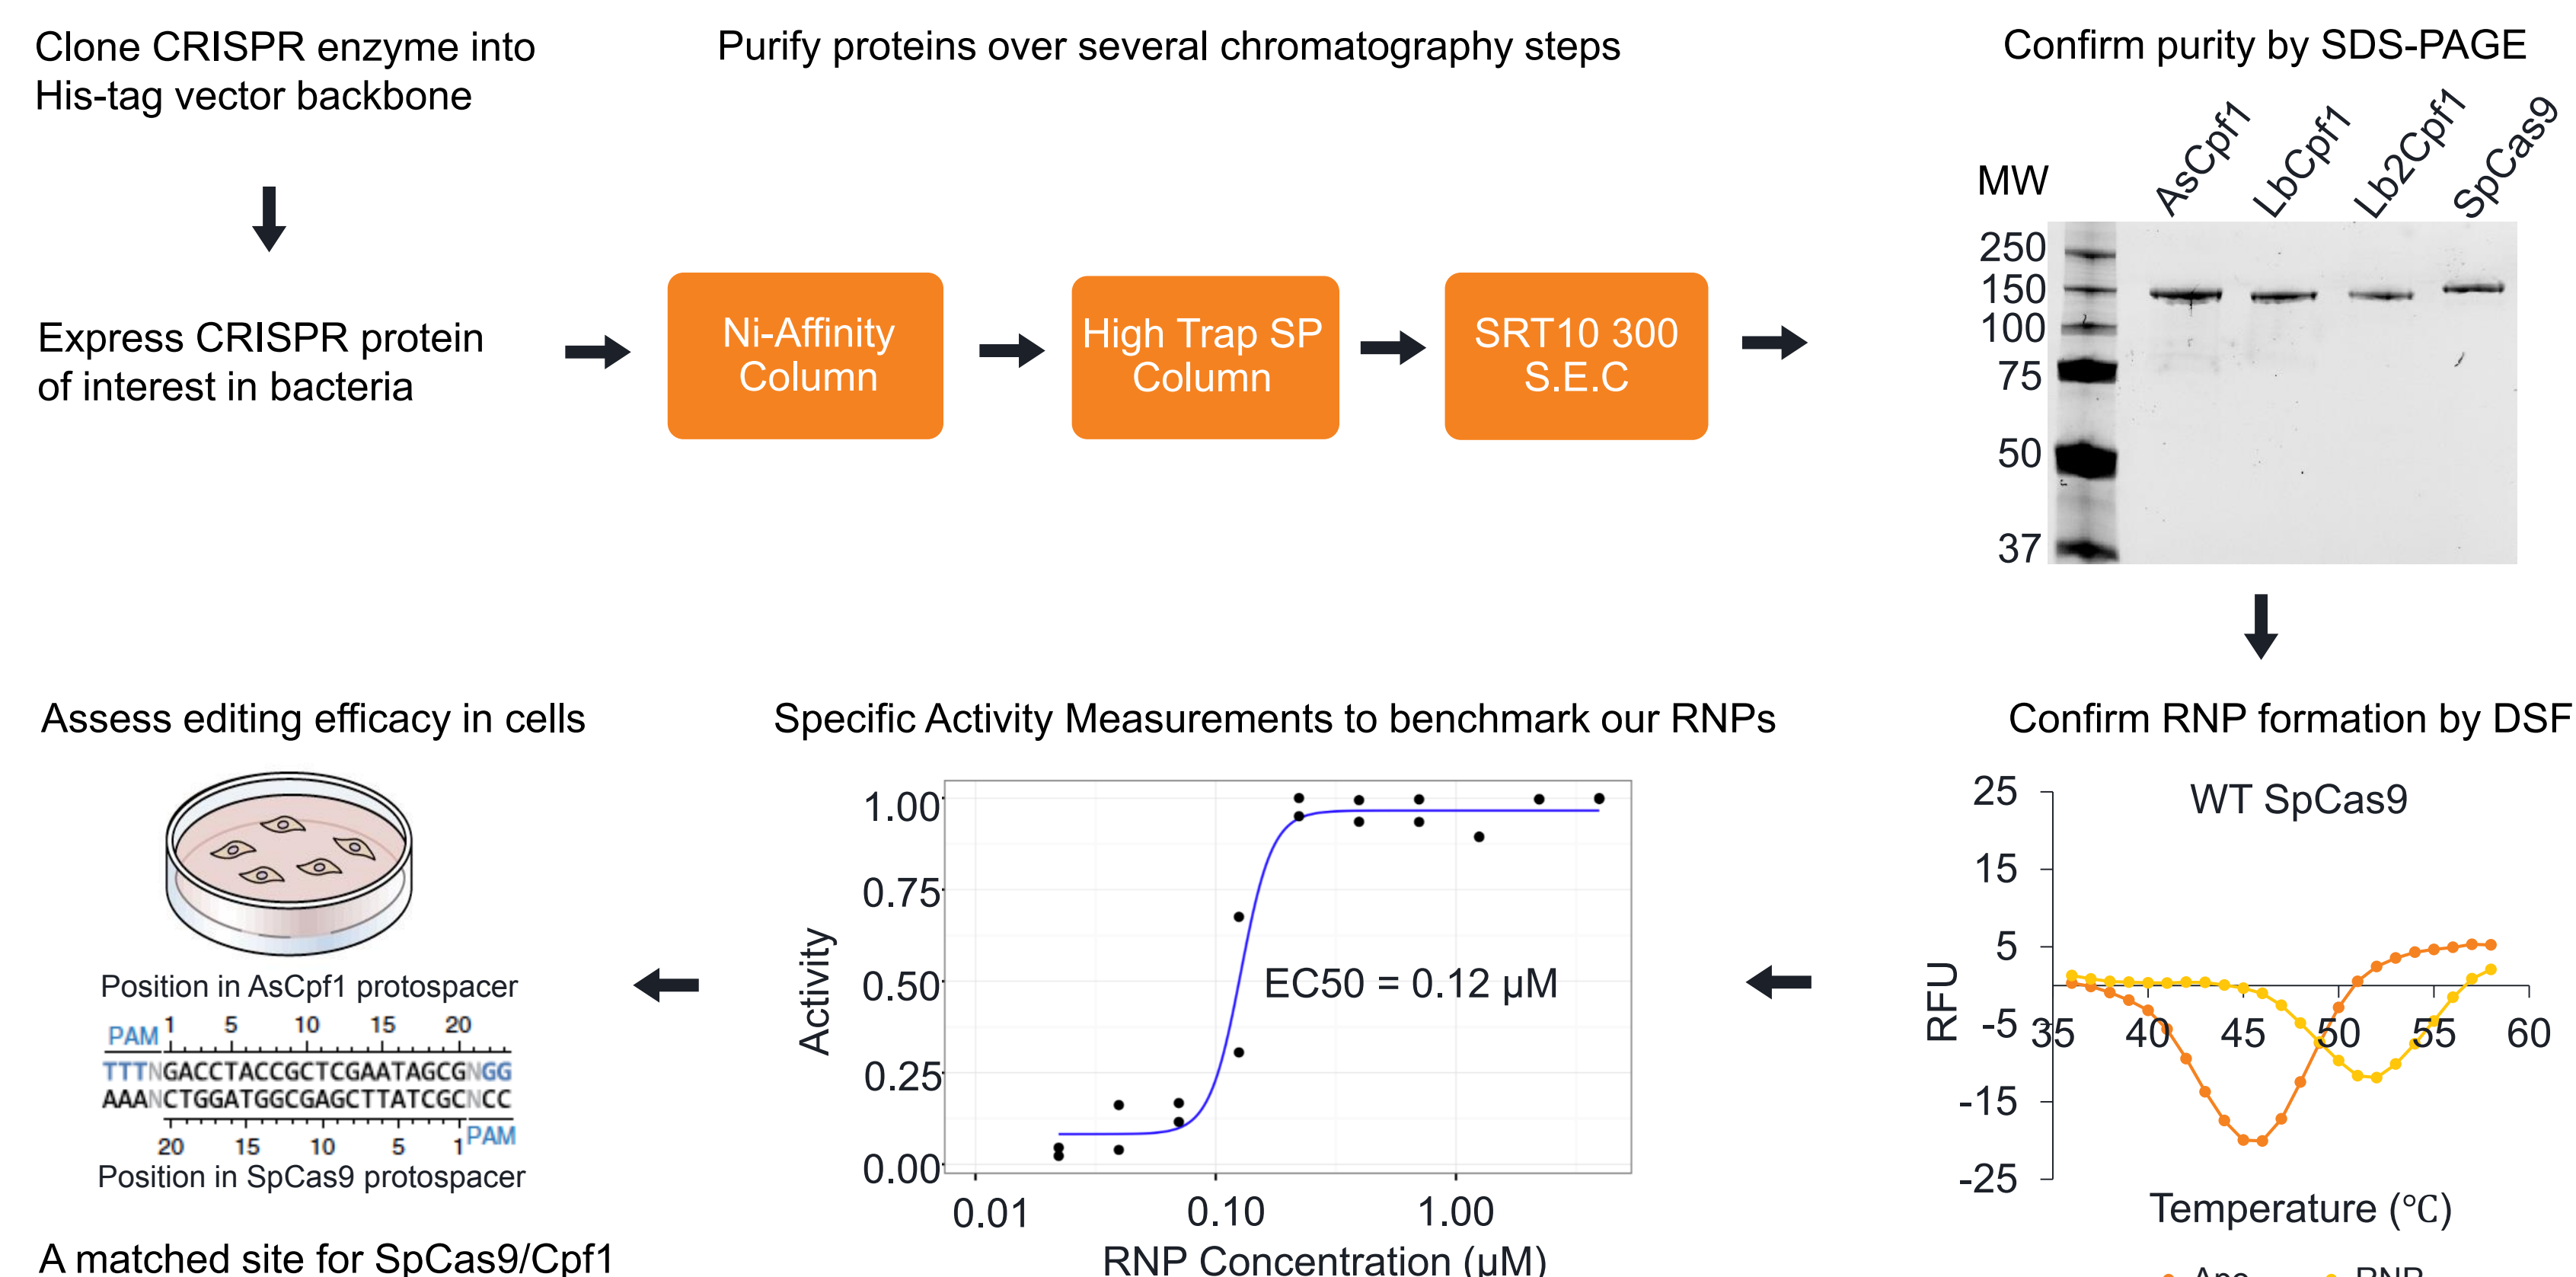 Clone CRISPR enzyme into
His-tag vector backbone
Express CRISPR protein
of interest in bacteria
Purify proteins over several chromatography steps
Ni-Affinity
Column
High Trap SP
Column
SRT10 300
S.E.C
Confirm purity by SDS-PAGE
MW
AsCpf1
LbCpf1
Lb2Cpf1
SpCas9
250
150
100
75
50
37
Confirm RNP formation by DSF
WT SpCas9
25
15
5
-5
-15
-25
RFU
35 40 45 50 55 60
Temperature (°C)
Apo RNP
Specific Activity Measurements to benchmark our RNPs
1.00
0.75
0.50
0.25
0.00
Activity
EC50 = 0.12 µM
0.01 0.10 1.00
RNP Concentration (µM)
Assess editing efficacy in cells
Position in AsCpf1 protospacer
PAM 1 5 10 15 20
TTTNGACCTACCGCTCGAATAGCGNGG
AAANCTGGATGGCGAGCTTATCGCNCC
20 15 10 5 1 PAM
Position in SpCas9 protospacer
A matched site for SpCas9/Cpf1